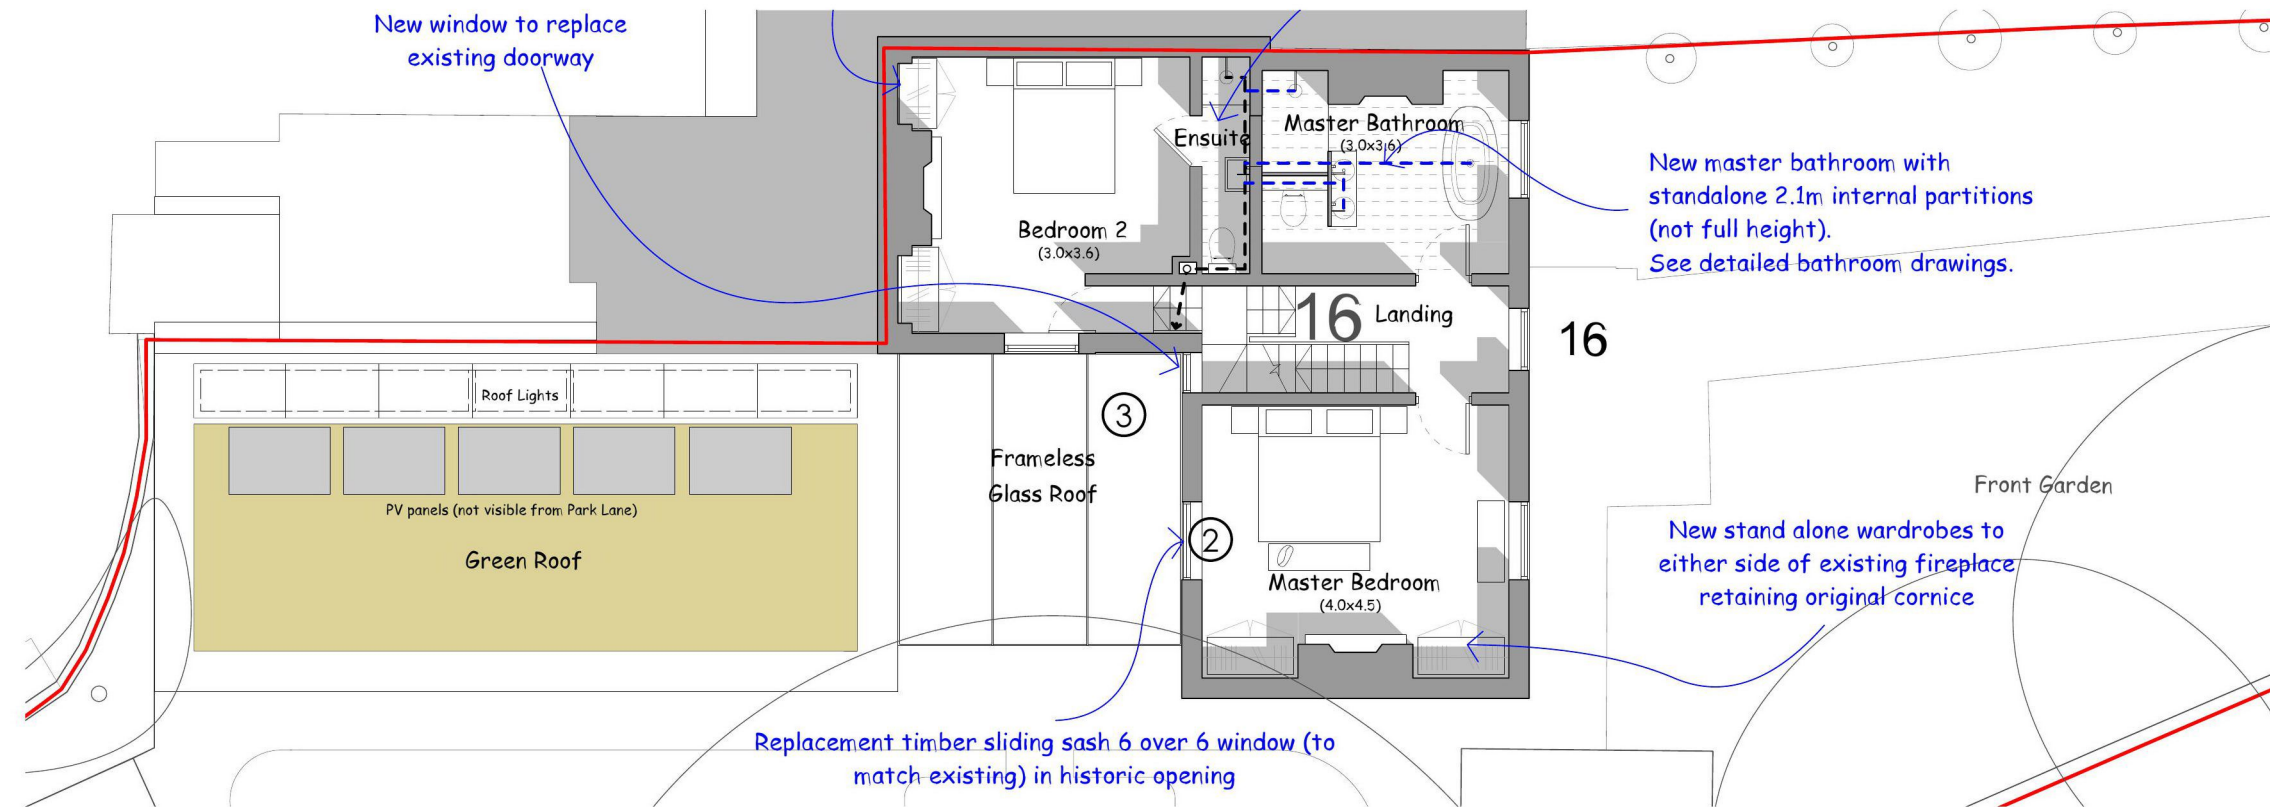 New window to replace
existing doorway
Ensuite
Master Bathroom
(3.0x3.6)
New master bathroom with
standalone 2.1m internal partitions
(not full height).
See detailed bathroom drawings.
Bedroom 2
(3.0x3.6)
16
Landing
16
Roof Lights
3
Frameless
Glass Roof
PV panels (not visible from Park Lane)
Green Roof
2
Master Bedroom
(4.0x4.5)
Front Garden
New stand alone wardrobes to
either side of existing fireplace
retaining original cornice
Replacement timber sliding sash 6 over 6 window (to
match existing) in historic opening